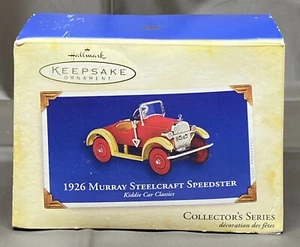 Hallmark
KEEPSAKE
ORNAMENT
1926 MURRAY STEELCRAFT SPEEDSTER
Kiddie Car Classics
COLLECTOR'S SERIES
décoration des fêtes